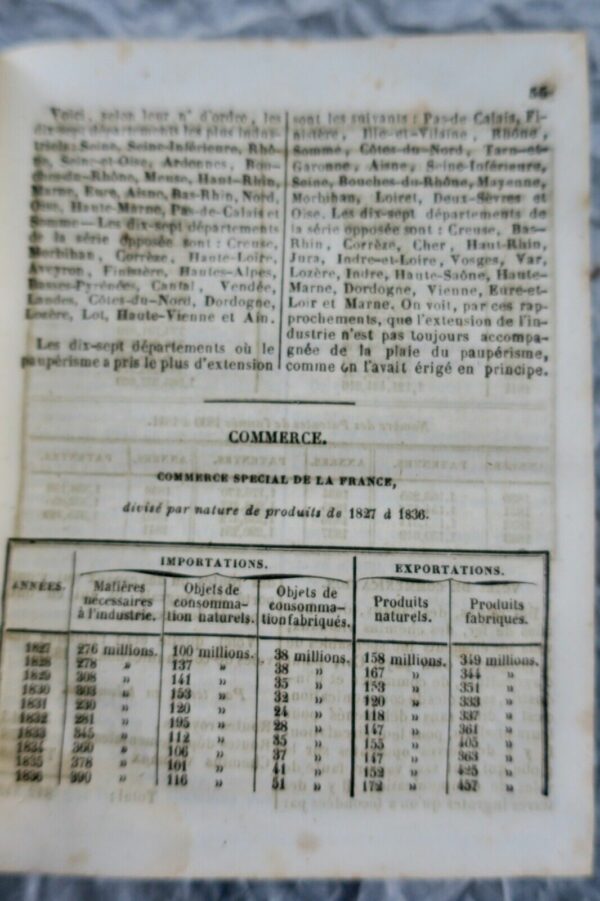 Voici, selon leur n° d'ordre, les
dix-sept départements les plus indus-
triels: Seine, Seine-Inférieure, Rhô-
ne, Seine-et-Oise, Ardennes, Bou-
ches-du-Rhône, Meuse, Haut-Rhin,
Marne, Eure, Aisne, Bas-Rhin, Nord,
Oise, Haute-Marne, Pas-de-Calais et
Somme — Les dix-sept départements
de la série opposée sont : Creuse,
Morbihan, Corrèze, Haute-Loire,
Aveyron, Finistère, Hautes-Alpes,
Basses-Pyrénées, Cantal, Vendée,
Landes, Côtes-du-Nord, Dordogne,
Lozère, Lot, Haute-Vienne et Ain.
Les dix-sept départements où le
paupérisme a pris le plus d'extension
sont les suivants : Pas-de-Calais, Fi-
nistère, Ille-et-Vilaine, Rhône,
Somme, Côtes-du-Nord, Tarn-et-
Garonne, Aisne, Seine-Inférieure,
Seine, Bouches-du-Rhône, Mayenne,
Morbihan, Loiret, Deux-Sèvres et
Oise. Les dix-sept départements de
la série opposée sont : Creuse, Bas-
Rhin, Corrèze, Cher, Haut-Rhin,
Jura, Indre-et-Loire, Vosges, Var,
Lozère, Indre, Haute-Saône, Haute-
Marne, Dordogne, Vienne, Eure-et-
Loir et Marne. On voit, par ces rap-
prochements, que l'extension de l'in-
dustrie n'est pas toujours accompa-
gnée de la plaie du paupérisme,
comme on l'avait érigé en principe.
COMMERCE.
COMMERCE SPECIAL DE LA FRANCE,
divisé par nature de produits de 1827 à 1836.
IMPORTATIONS. EXPORTATIONS.
ANNÉES. Matières nécessaires à l'industrie. Objets de consomma-tion naturels. Objets de consomma-tion fabriqués. Produits naturels. Produits fabriqués.
1827 276 millions. 100 millions. 38 millions. 158 millions. 349 millions.
1828 278 » 137 » 38 » 167 » 344 »
1829 308 » 141 » 35 » 153 » 351 »
1830 303 » 153 » 32 » 120 » 333 »
1831 230 » 120 » 24 » 118 » 337 »
1832 281 » 195 » 28 » 147 » 361 »
1833 345 » 112 » 35 » 155 » 405 »
1834 360 » 106 » 37 » 147 » 363 »
1835 378 » 101 » 41 » 152 » 425 »
1836 390 » 116 » 51 » 172 » 457 »